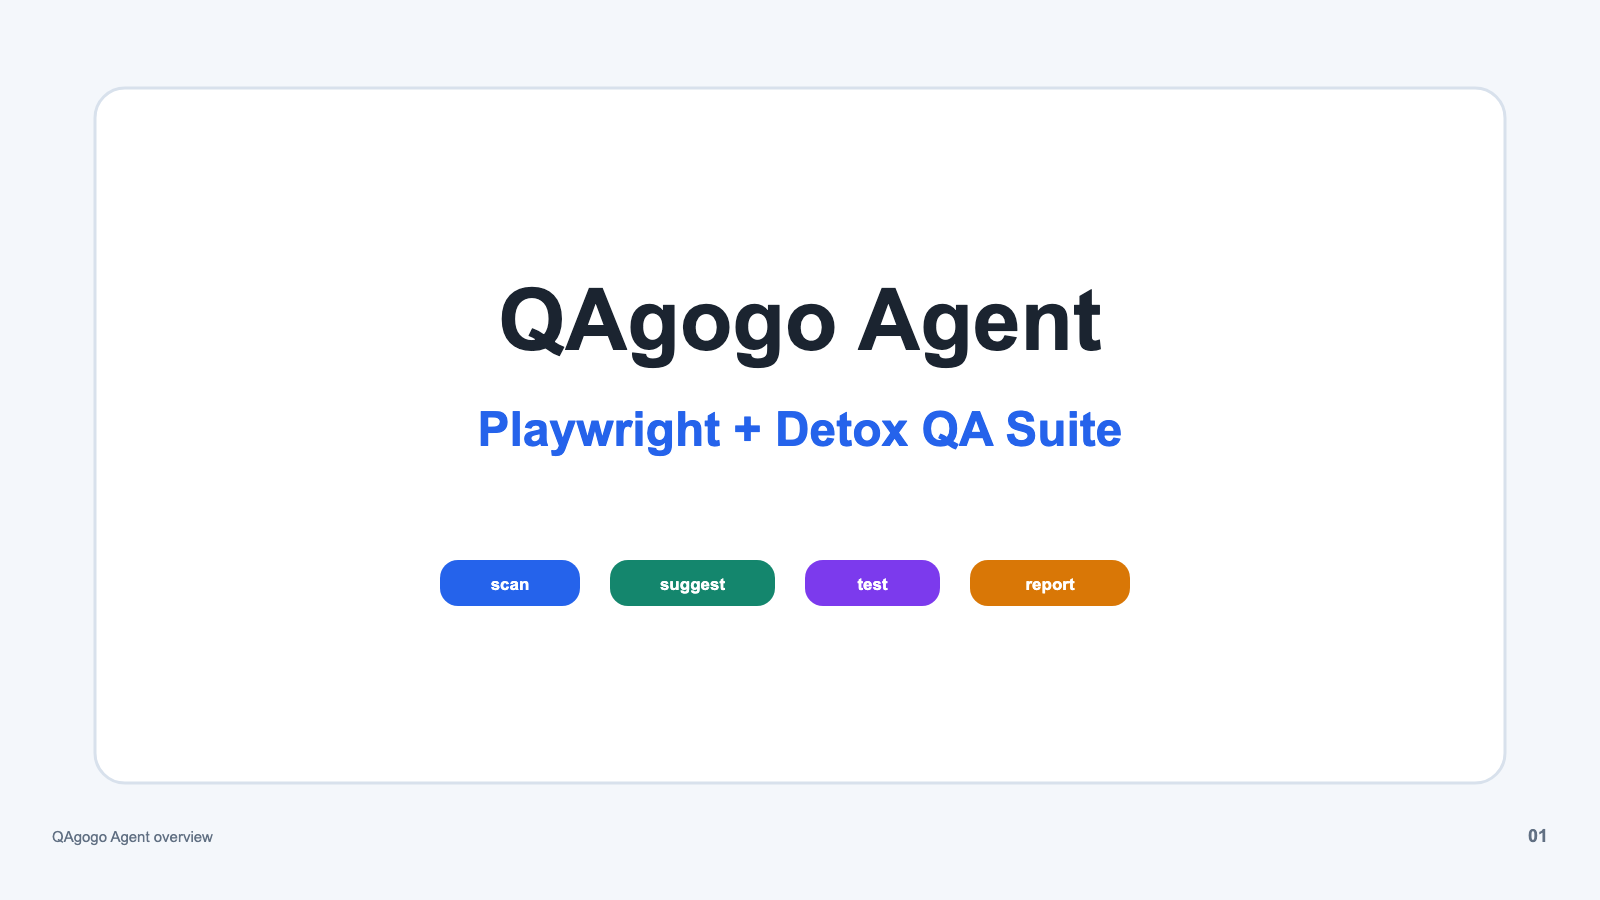 QAgogo Agent
Playwright + Detox QA Suite
scan suggest test report
QAgogo Agent overview
01